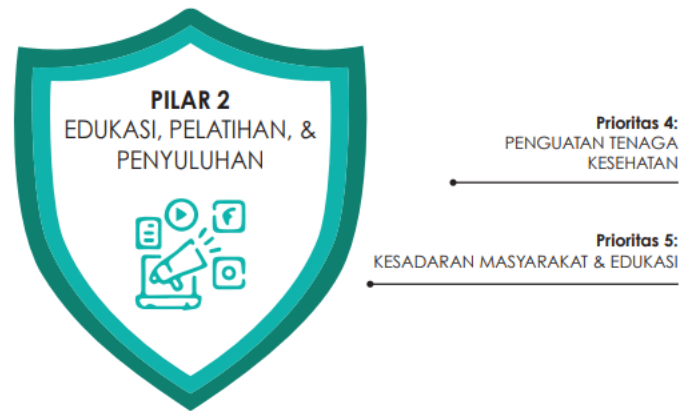 PILAR 2
EDUKASI, PELATIHAN, &
PENYULUHAN
Prioritas 4:
PENGUATAN TENAGA
KESEHATAN
Prioritas 5:
KESADARAN MASYARAKAT & EDUKASI